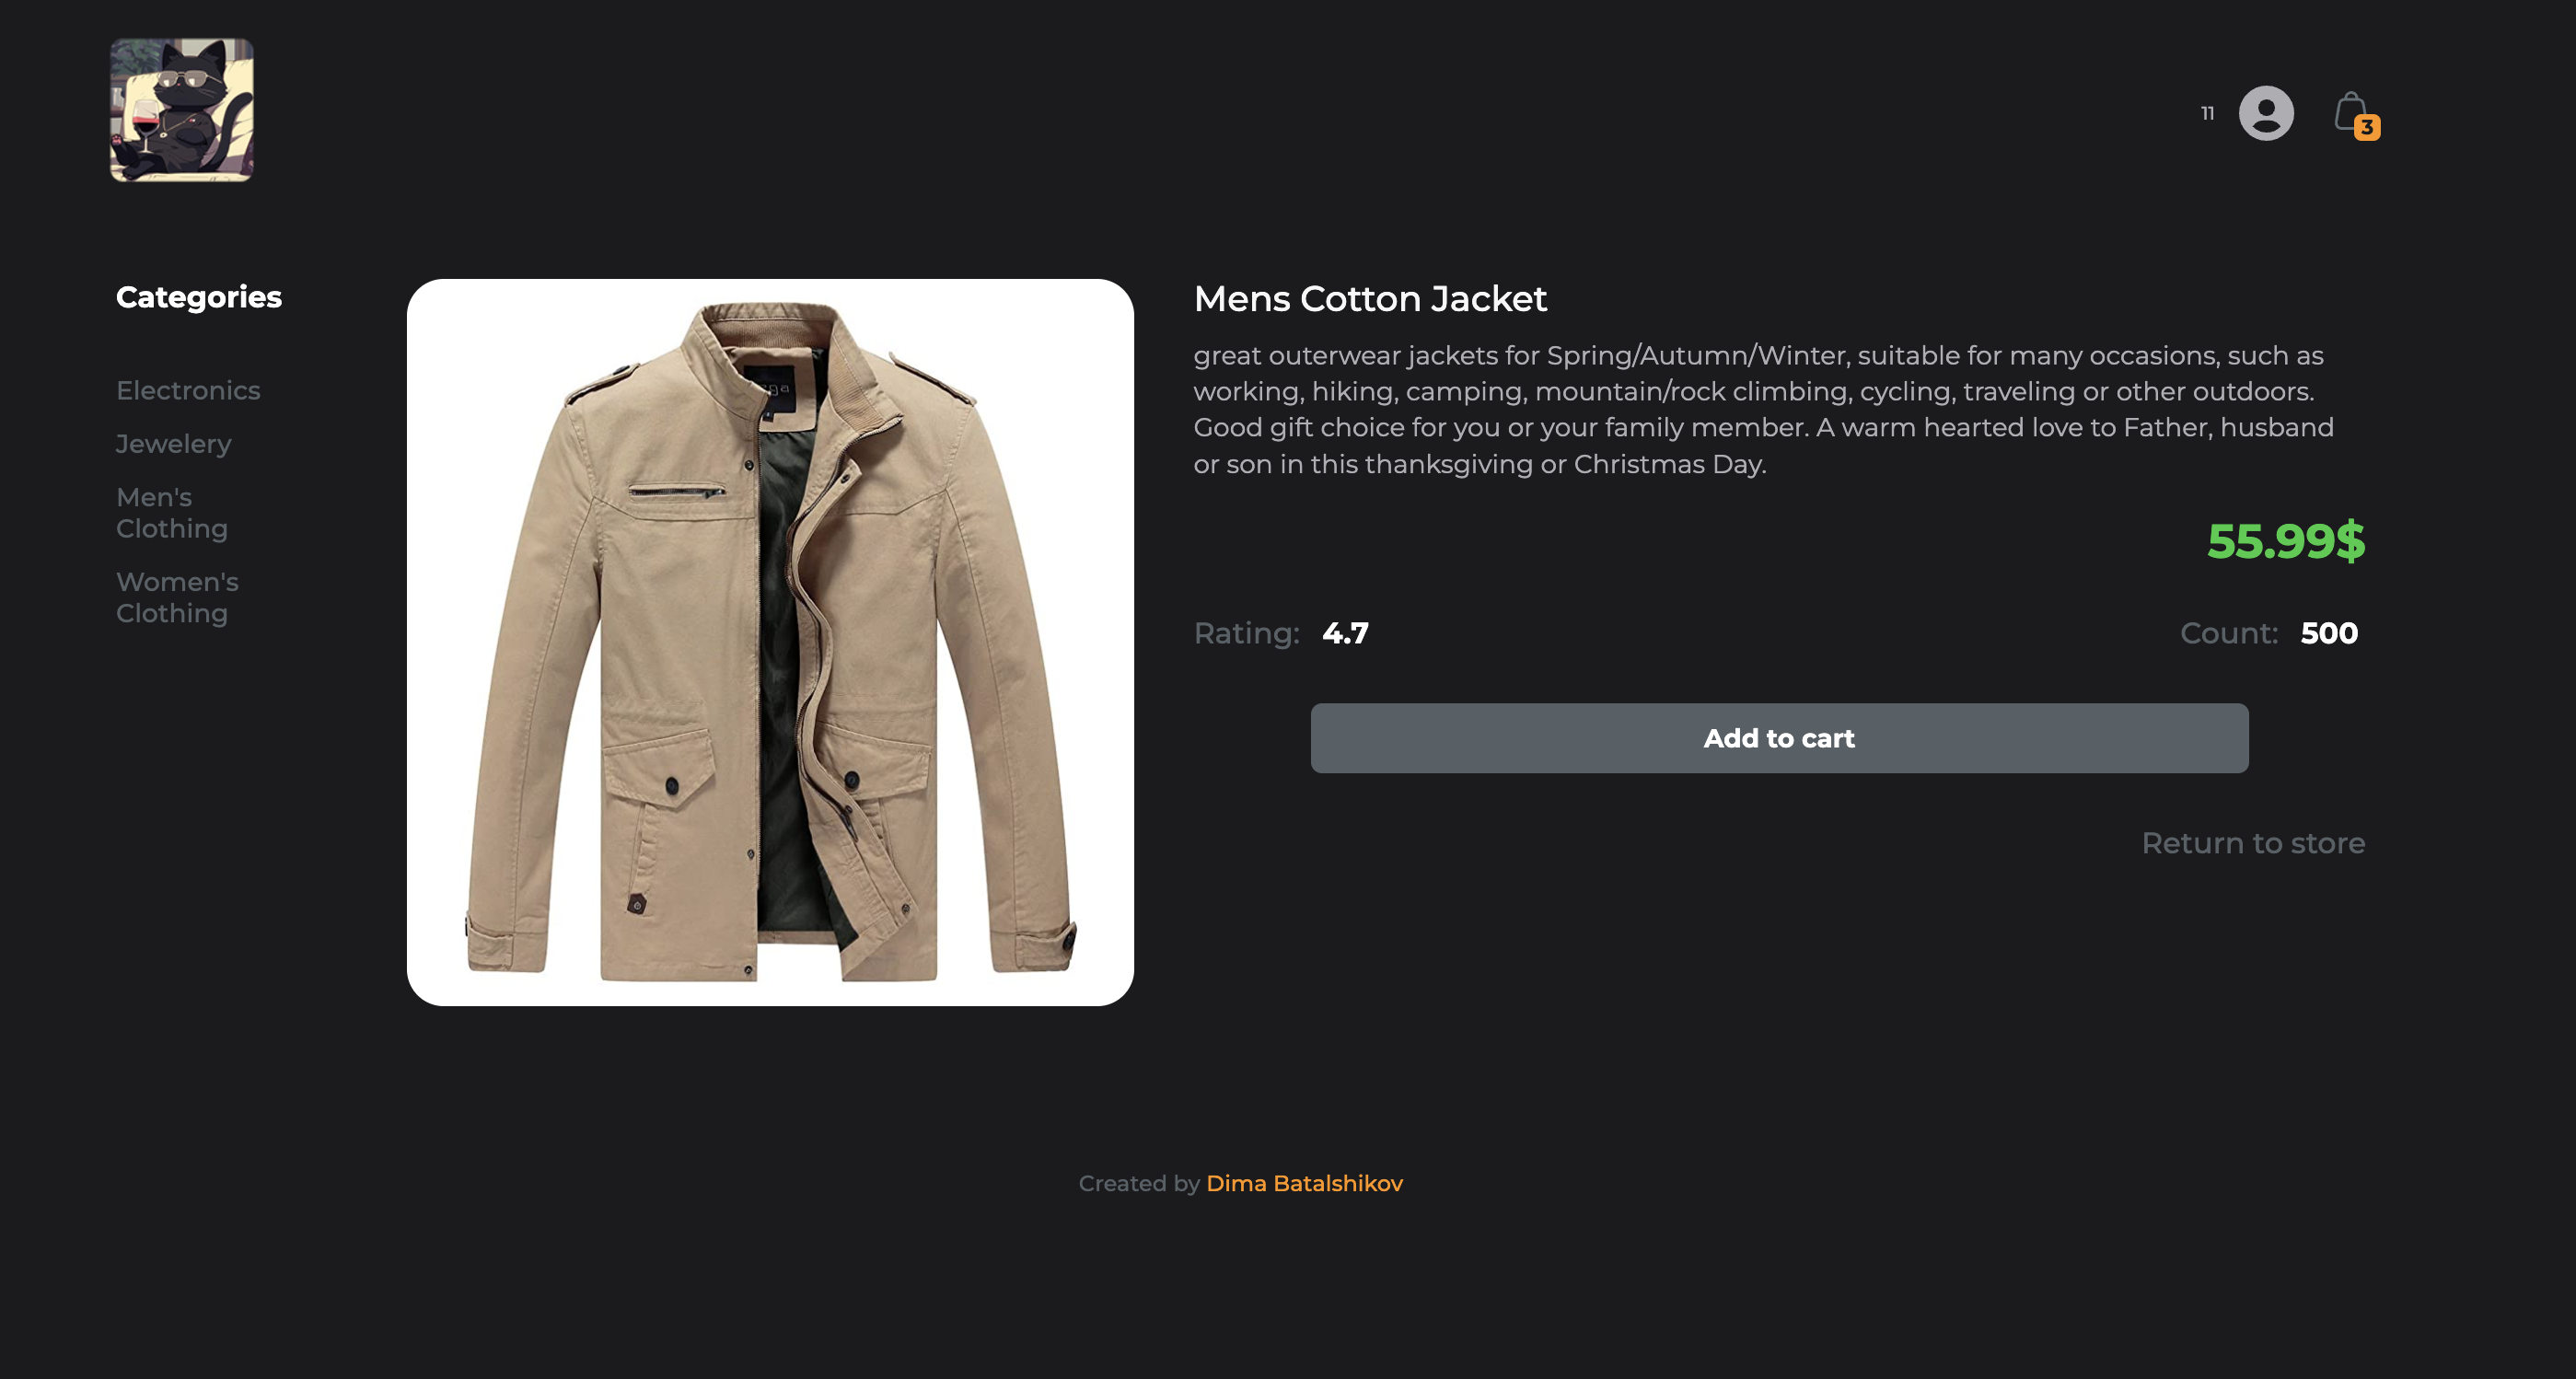 11
3
Categories
Electronics
Jewelery
Men's
Clothing
Women's
Clothing
Mens Cotton Jacket
great outerwear jackets for Spring/Autumn/Winter, suitable for many occasions, such as
working, hiking, camping, mountain/rock climbing, cycling, traveling or other outdoors.
Good gift choice for you or your family member. A warm hearted love to Father, husband
or son in this thanksgiving or Christmas Day.
55.99$
Rating: 4.7
Count: 500
Add to cart
Return to store
Created by Dima Batalshikov